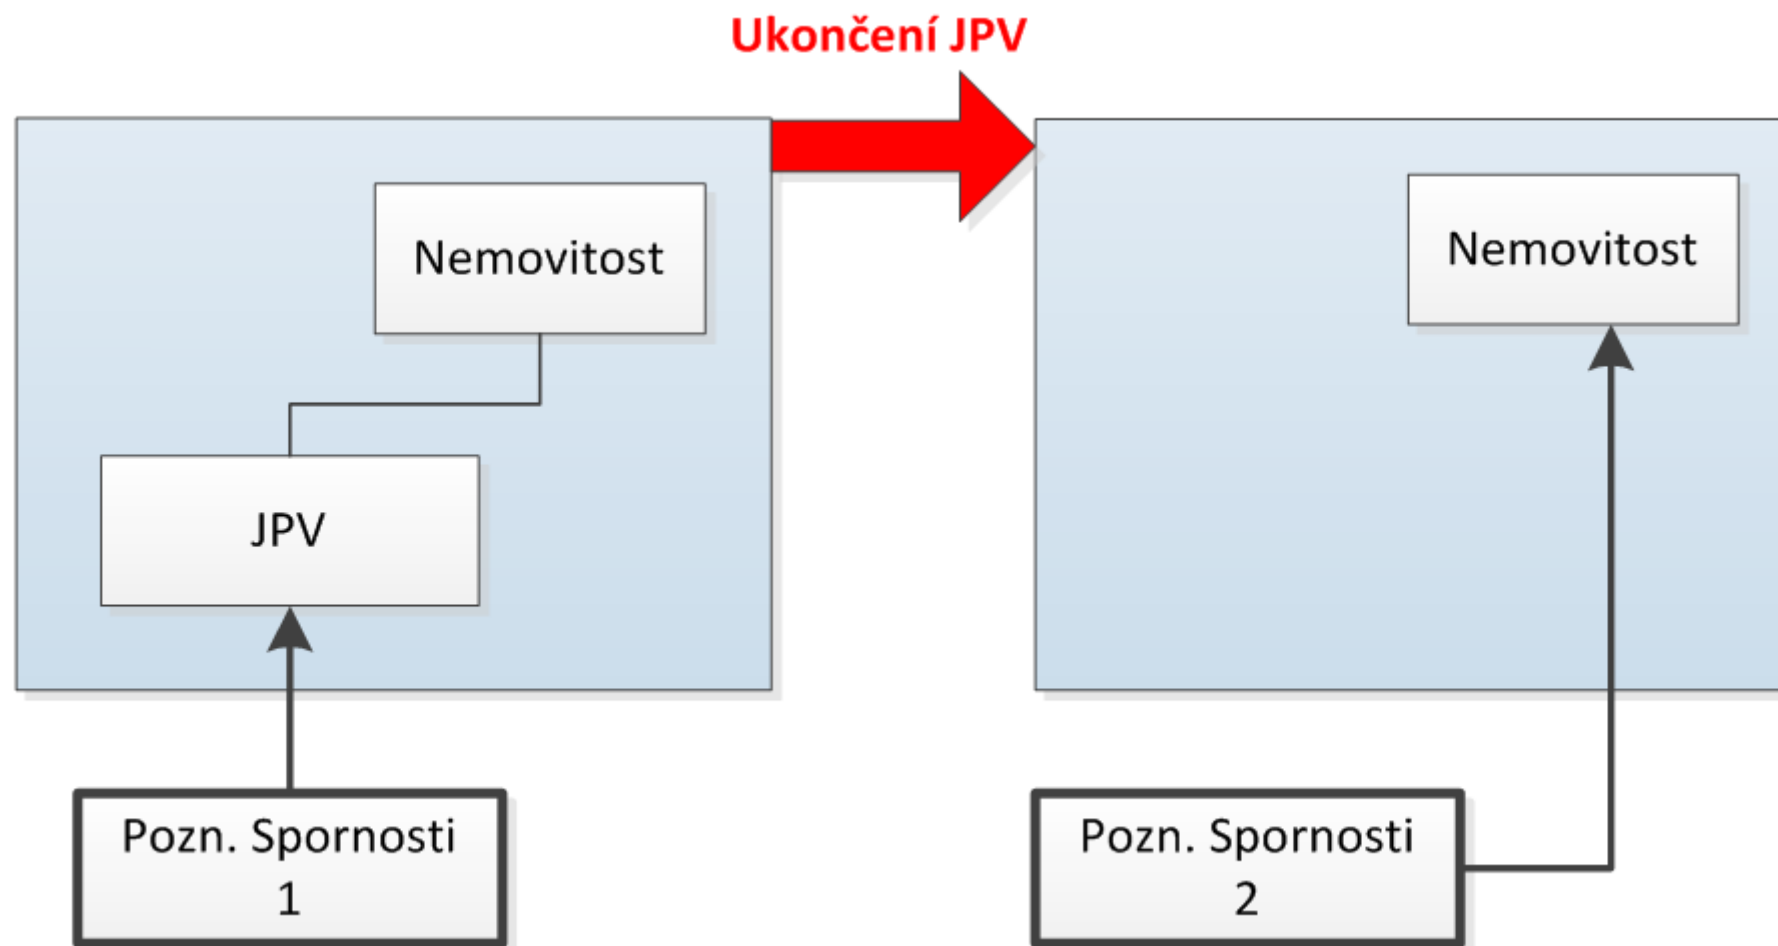 Ukončení JPV
Nemovitost
JPV
Pozn. Spornosti
1
Nemovitost
Pozn. Spornosti
2